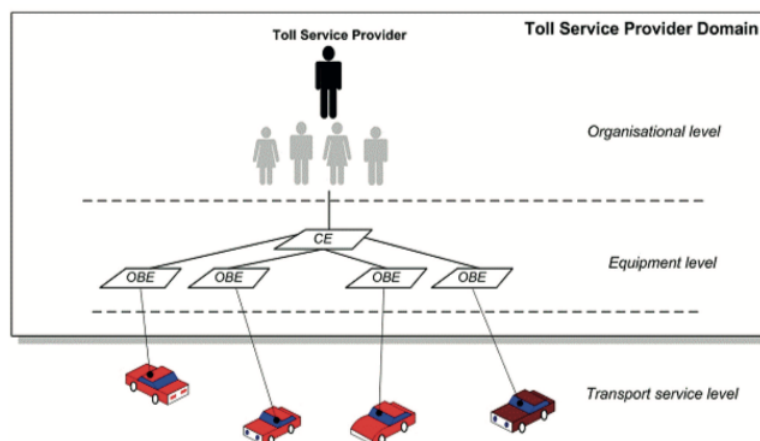 Toll Service Provider Domain
Toll Service Provider
Organisational level
CE
OBE
OBE
OBE
OBE
Equipment level
Transport service level